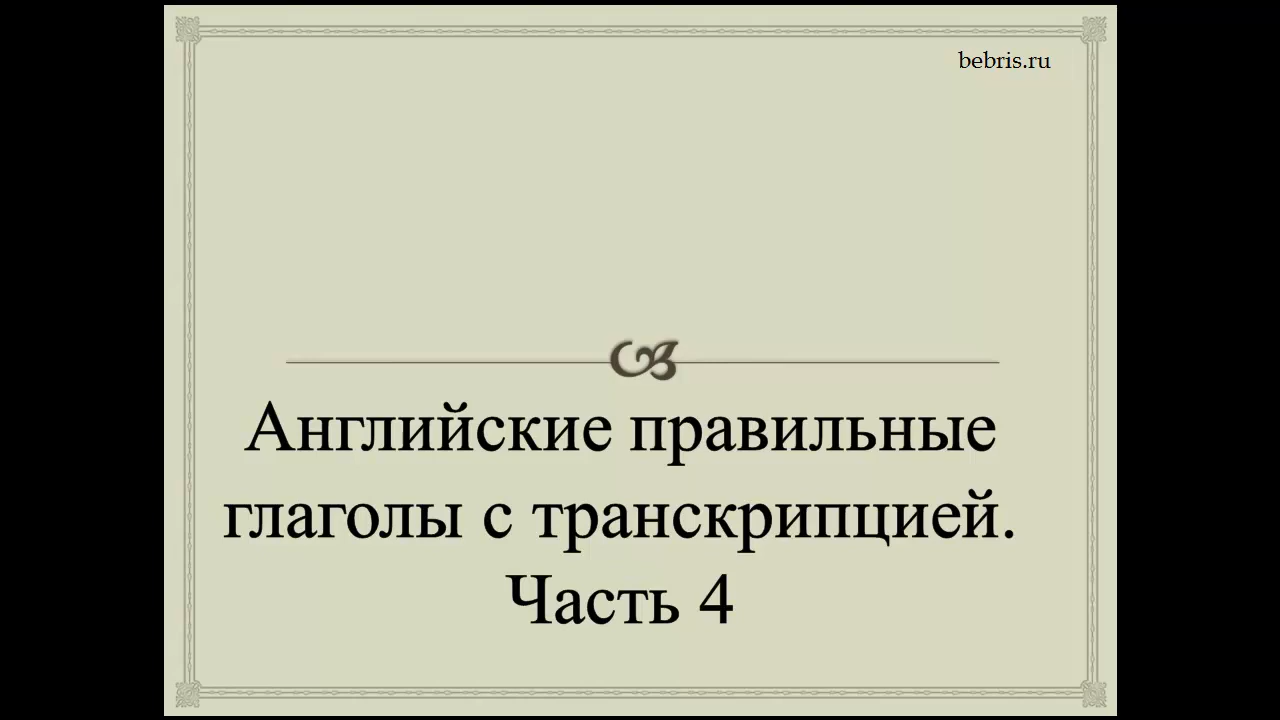 bebris.ru
Английские правильные
глаголы с транскрипцией.
Часть 4